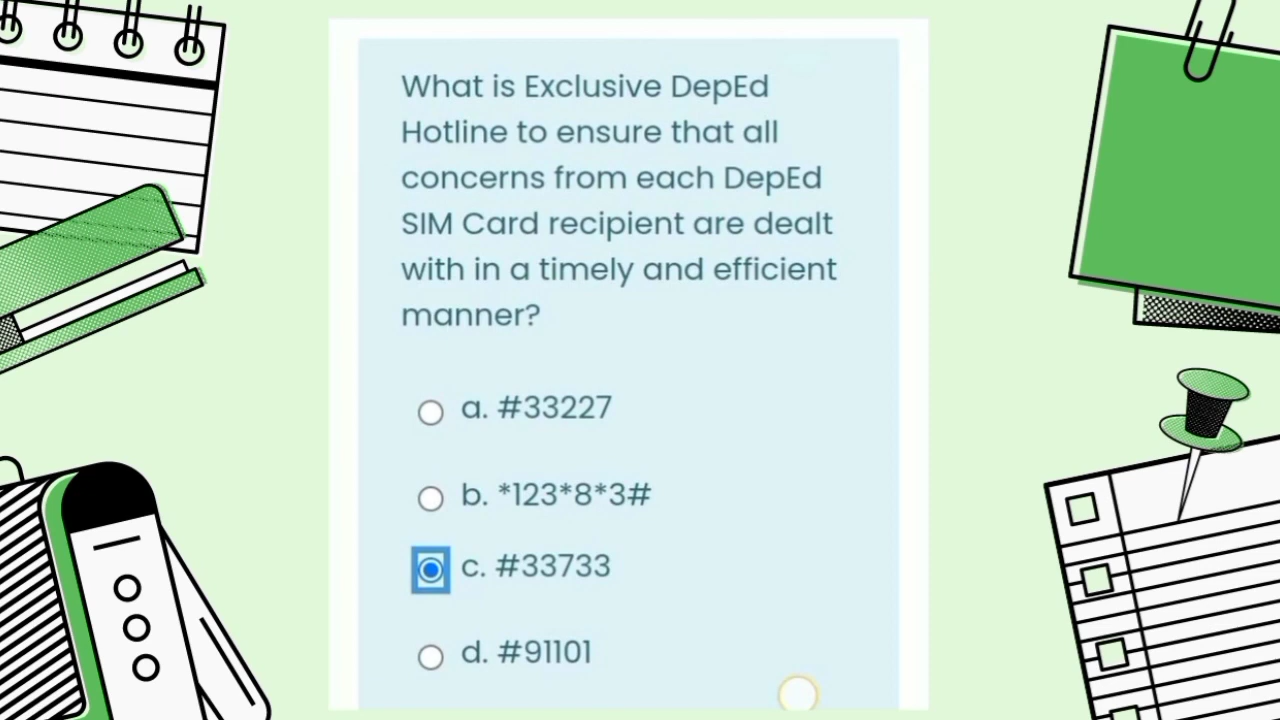 What is Exclusive DepEd
Hotline to ensure that all
concerns from each DepEd
SIM Card recipient are dealt
with in a timely and efficient
manner?
a. #33227
b. *123*8*3#
c. #33733
d. #91101